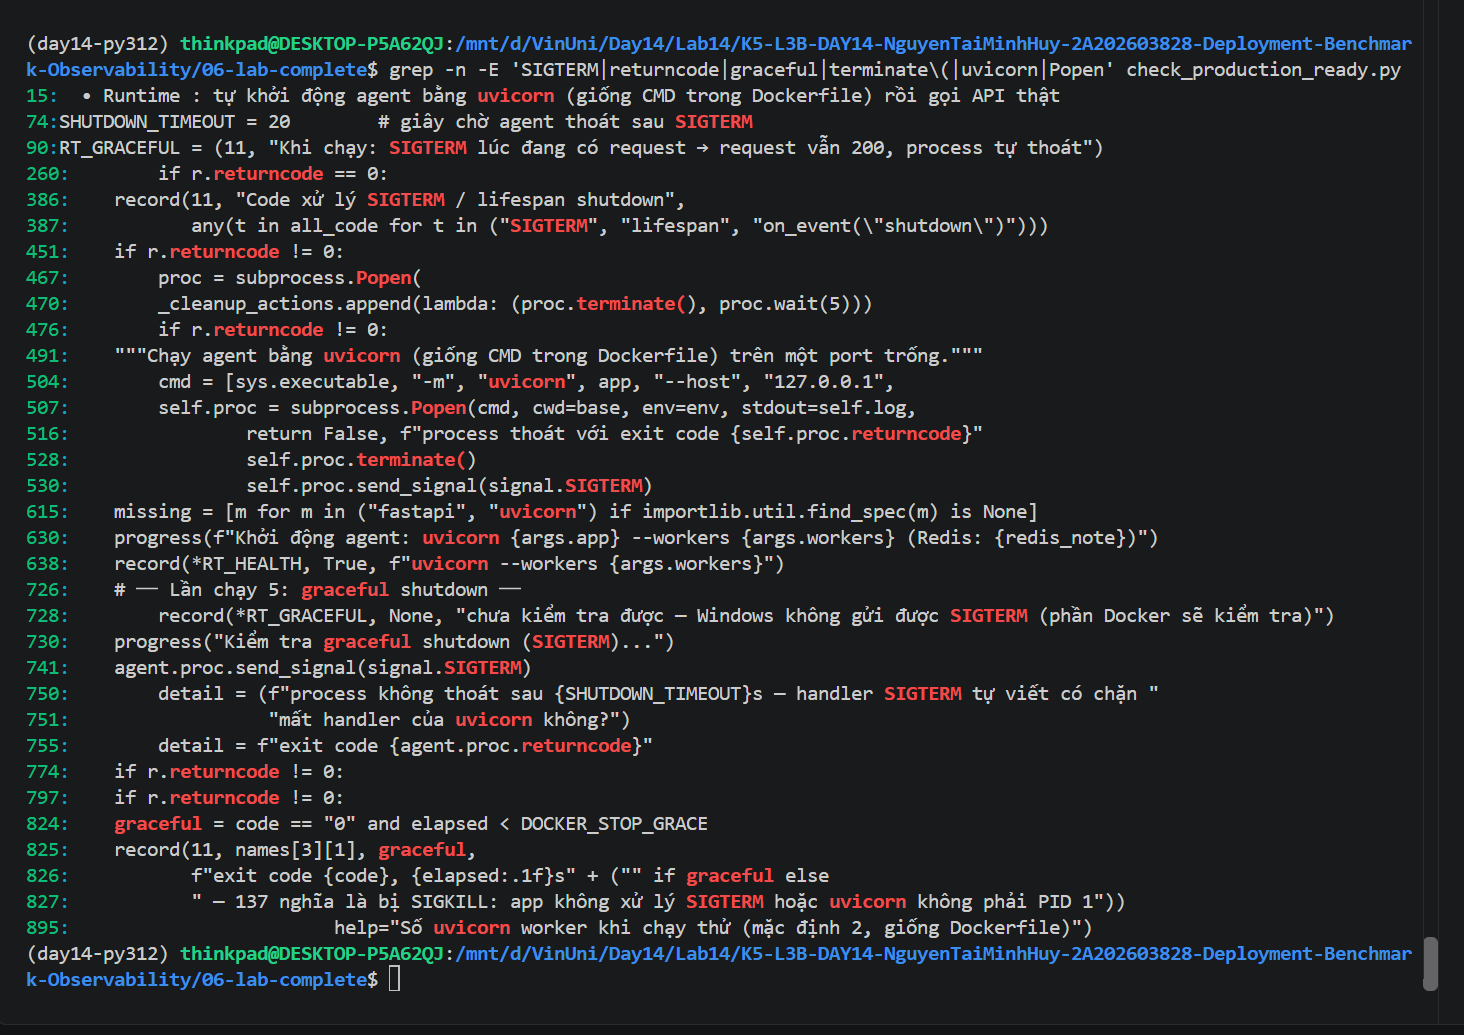 (day14-py312) thinkpad@DESKTOP-P5A62QJ:/mnt/d/VinUni/Day14/Lab14/K5-L3B-DAY14-NguyenTaiMinhHuy-2A202603828-Deployment-Benchmar
k-Observability/06-lab-complete$ grep -n -E 'SIGTERM|returncode|graceful|terminate\(|uvicorn|Popen' check_production_ready.py
15:  • Runtime : tự khởi động agent bằng uvicorn (giống CMD trong Dockerfile) rồi gọi API thật
74:SHUTDOWN_TIMEOUT = 20        # giây chờ agent thoát sau SIGTERM
90:RT_GRACEFUL = (11, "Khi chạy: SIGTERM lúc đang có request → request vẫn 200, process tự thoát")
260:        if r.returncode == 0:
386:    record(11, "Code xử lý SIGTERM / lifespan shutdown",
387:           any(t in all_code for t in ("SIGTERM", "lifespan", "on_event(\"shutdown\")")))
451:    if r.returncode != 0:
467:        proc = subprocess.Popen(
470:        _cleanup_actions.append(lambda: (proc.terminate(), proc.wait(5)))
476:        if r.returncode != 0:
491:    """Chạy agent bằng uvicorn (giống CMD trong Dockerfile) trên một port trống."""
504:        cmd = [sys.executable, "-m", "uvicorn", app, "--host", "127.0.0.1",
507:        self.proc = subprocess.Popen(cmd, cwd=base, env=env, stdout=self.log,
516:                return False, f"process thoát với exit code {self.proc.returncode}"
528:                self.proc.terminate()
530:                self.proc.send_signal(signal.SIGTERM)
615:    missing = [m for m in ("fastapi", "uvicorn") if importlib.util.find_spec(m) is None]
630:    progress(f"Khởi động agent: uvicorn {args.app} --workers {args.workers} (Redis: {redis_note})")
638:    record(*RT_HEALTH, True, f"uvicorn --workers {args.workers}")
726:    # ── Lần chạy 5: graceful shutdown ──
728:        record(*RT_GRACEFUL, None, "chưa kiểm tra được — Windows không gửi được SIGTERM (phần Docker sẽ kiểm tra)")
730:    progress("Kiểm tra graceful shutdown (SIGTERM)...")
741:    agent.proc.send_signal(signal.SIGTERM)
750:        detail = (f"process không thoát sau {SHUTDOWN_TIMEOUT}s — handler SIGTERM tự viết có chặn "
751:                  "mất handler của uvicorn không?")
755:        detail = f"exit code {agent.proc.returncode}"
774:    if r.returncode != 0:
797:    if r.returncode != 0:
824:    graceful = code == "0" and elapsed < DOCKER_STOP_GRACE
825:    record(11, names[3][1], graceful,
826:           f"exit code {code}, {elapsed:.1f}s" + ("" if graceful else
827:           " — 137 nghĩa là bị SIGKILL: app không xử lý SIGTERM hoặc uvicorn không phải PID 1"))
895:                        help="Số uvicorn worker khi chạy thử (mặc định 2, giống Dockerfile)")
(day14-py312) thinkpad@DESKTOP-P5A62QJ:/mnt/d/VinUni/Day14/Lab14/K5-L3B-DAY14-NguyenTaiMinhHuy-2A202603828-Deployment-Benchmar
k-Observability/06-lab-complete$